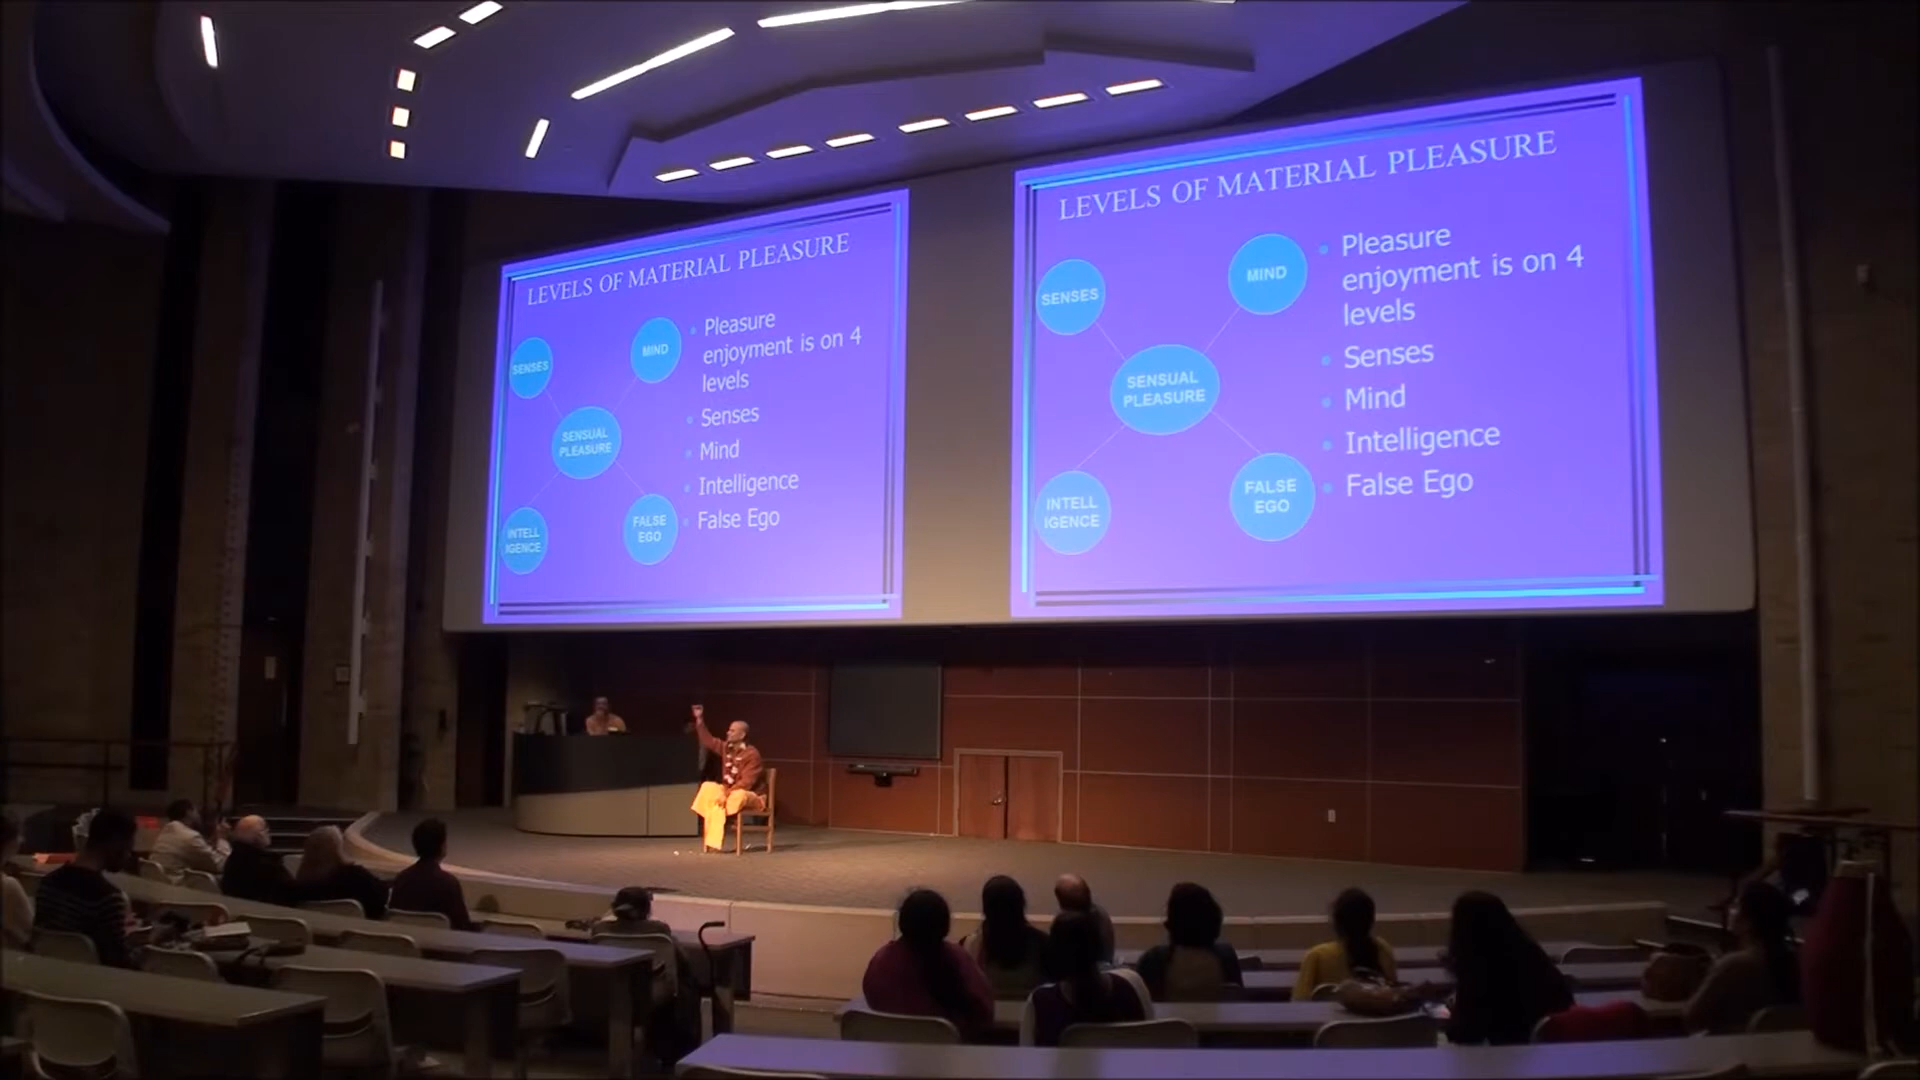 LEVELS OF MATERIAL PLEASURE
SENSES
MIND
SENSUAL
PLEASURE
INTELL
IGENCE
FALSE
EGO
• Pleasure
enjoyment is on 4
levels
• Senses
• Mind
• Intelligence
• False Ego
LEVELS OF MATERIAL PLEASURE
SENSES
MIND
SENSUAL
PLEASURE
INTELL
IGENCE
FALSE
EGO
• Pleasure
enjoyment is on 4
levels
• Senses
• Mind
• Intelligence
• False Ego